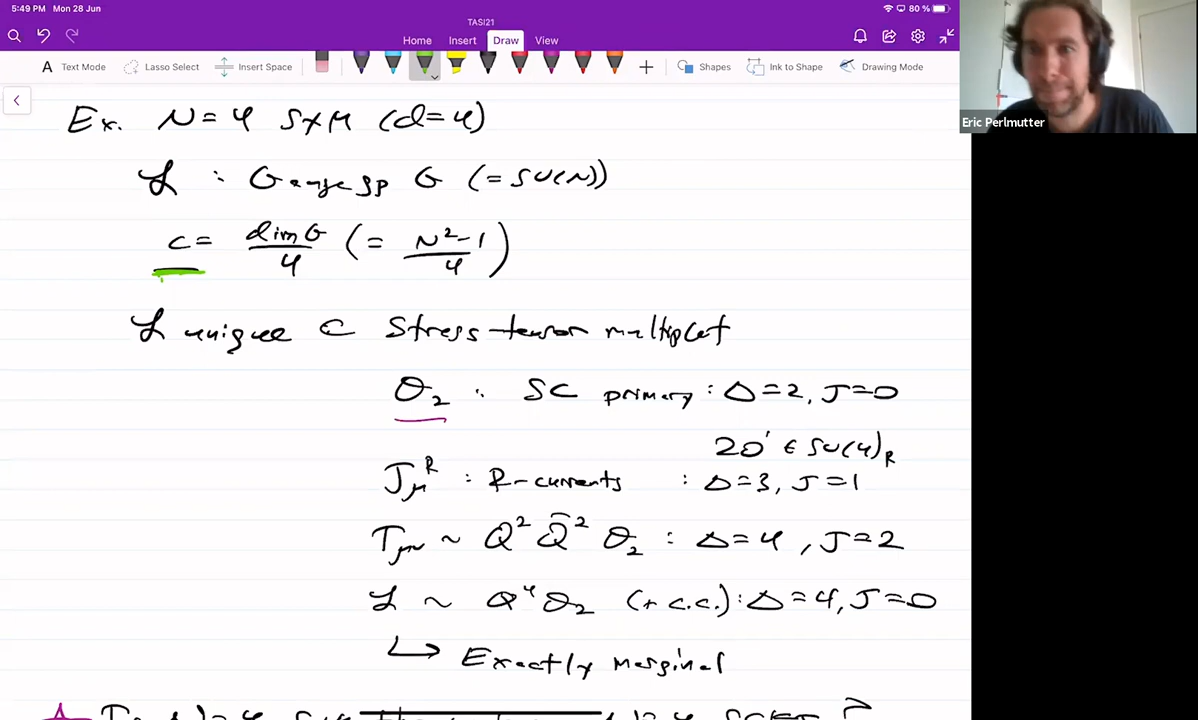 5:49 PM Mon 28 Jun
80 %
TASI21
Home Insert Draw View
A Text Mode Lasso Select Insert Space Shapes Ink to Shape Drawing Mode
Eric Perlmutter
Ex. N=4 SYM (d=4)
L : Gauge gp G (= SU(N))
c = dim G / 4 (= N²-1 / 4)
L unique ⊂ Stress-tensor multiplet
O₂ : SC primary : Δ=2, J=0
20' ∈ SU(4)_R
J_μ^R : R-currents : Δ=3, J=1
T_μν ~ Q² Q̄² O₂ : Δ=4, J=2
L ~ Q⁴ O₂ (+ c.c.) : Δ=4, J=0
↳ Exactly marginal